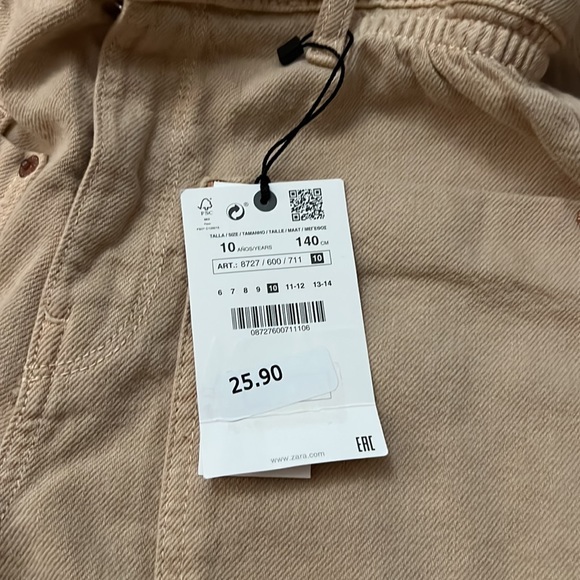 FSC
®
TALLA / SIZE / TAMANHO / TAILLE / MAAT / ΜΕΓΕΘΟΣ
10 AÑOS/YEARS 140 CM
ART.: 8727 / 600 / 711 10
6 7 8 9 10 11-12 13-14
08727600711106
25.90
EAC
www.zara.com